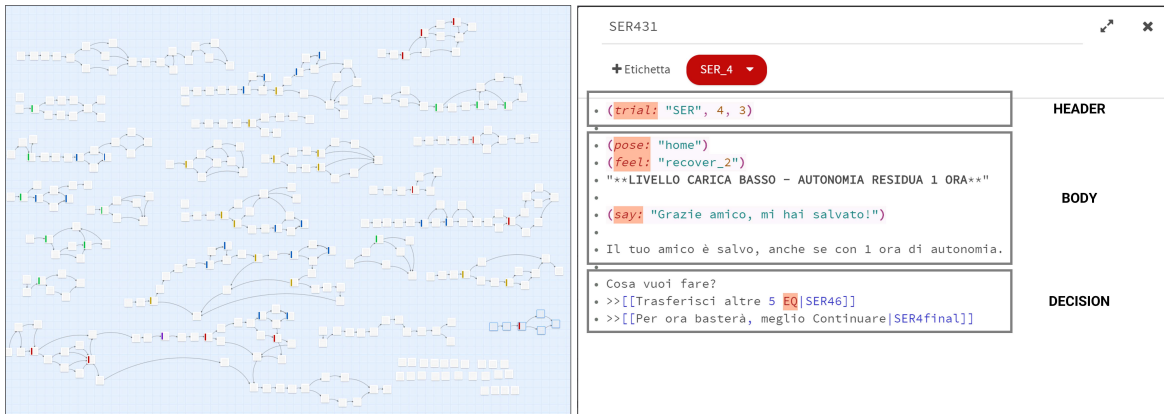 SER431
+Etichetta SER_4
(trial: "SER", 4, 3)
HEADER
(pose: "home")
(feel: "recover_2")
"**LIVELLO CARICA BASSO - AUTONOMIA RESIDUA 1 ORA**"
BODY
(say: "Grazie amico, mi hai salvato!")
Il tuo amico è salvo, anche se con 1 ora di autonomia.
Cosa vuoi fare?
>>[[Trasferisci altre 5 EQ|SER46]]
DECISION
>>[[Per ora basterà, meglio Continuare|SER4final]]